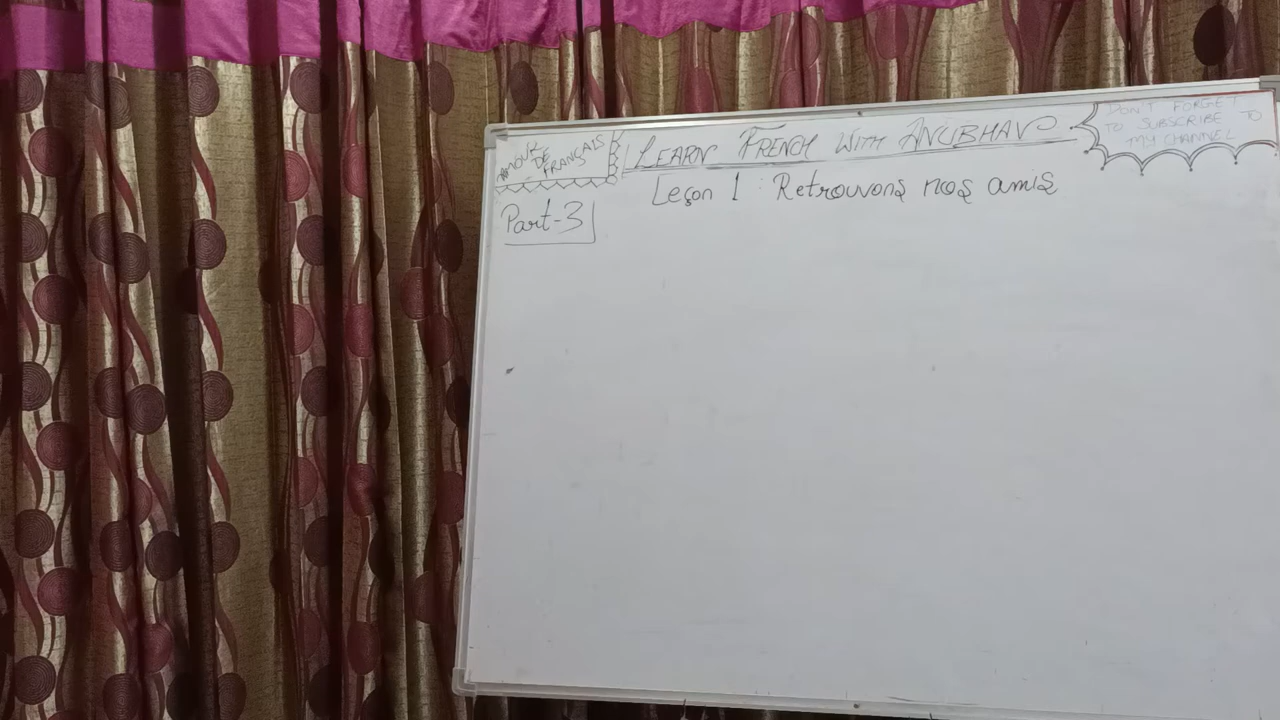 AMOUR
DE
FRANÇAIS
LEARN FRENCH WITH ANUBHAV
DON'T FORGET
TO SUBSCRIBE TO
MY CHANNEL
Leçon 1 : Retrouvons nos amis
Part-3